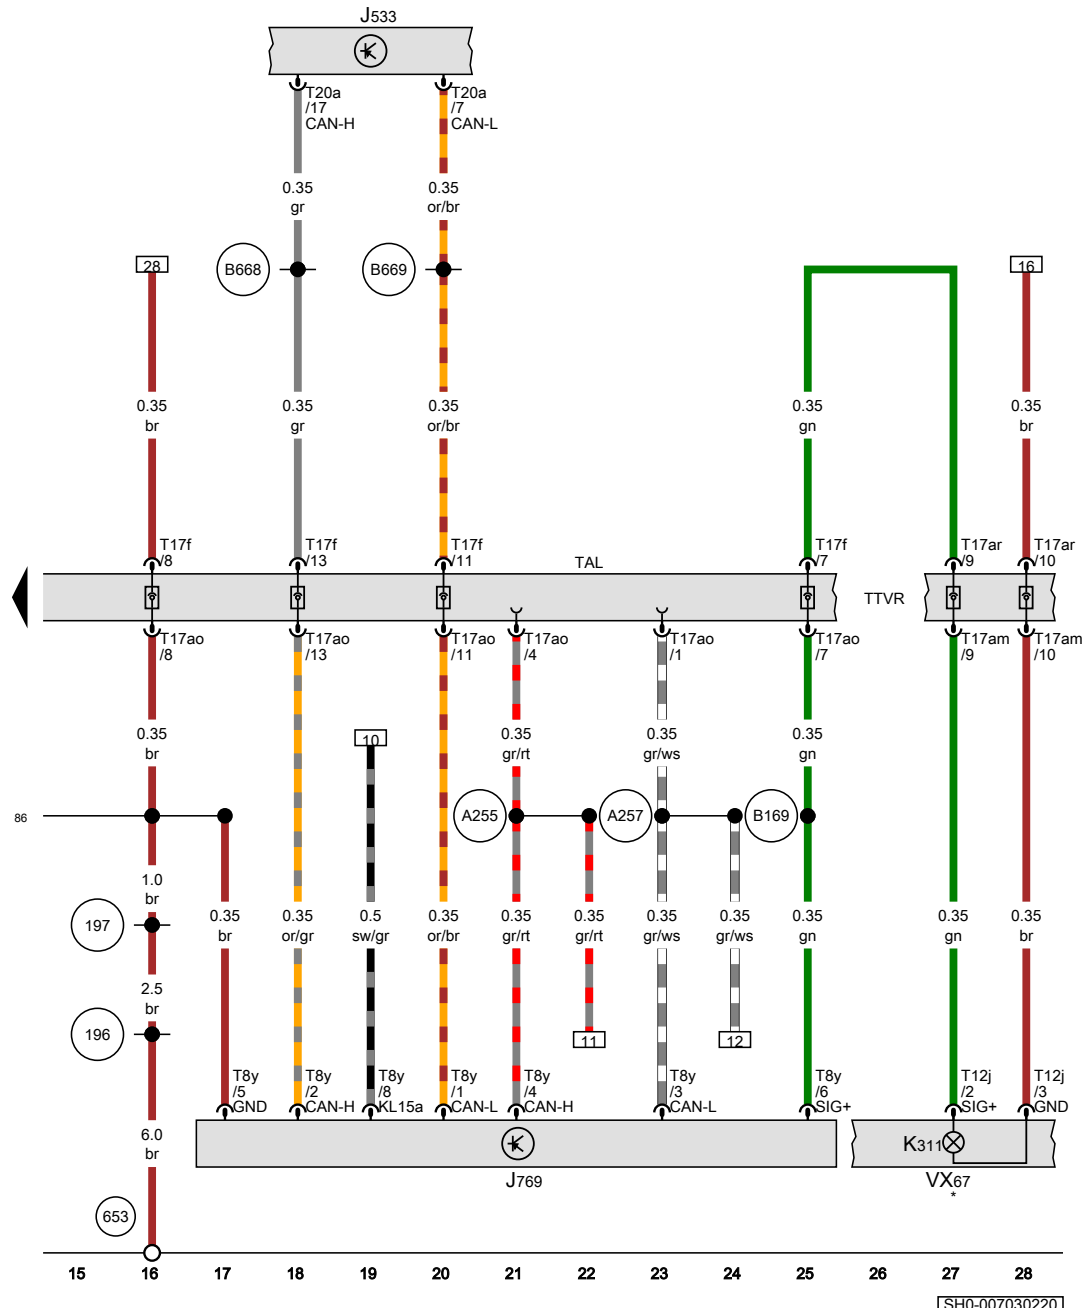 J533
T20a
/17
CAN-H
T20a
/7
CAN-L
0.35
gr
0.35
or/br
B668
B669
28
16
0.35
br
0.35
gr
0.35
or/br
0.35
gn
0.35
br
T17f
/8
T17f
/13
T17f
/11
TAL
T17f
/7
T17ar
/9
T17ar
/10
TTVR
T17ao
/8
T17ao
/13
T17ao
/11
T17ao
/4
T17ao
/1
T17ao
/7
T17am
/9
T17am
/10
0.35
br
10
0.35
gr/rt
0.35
gr/ws
0.35
gn
86
A255
A257
B169
1.0
br
197
0.35
br
0.35
or/gr
0.5
sw/gr
0.35
or/br
0.35
gr/rt
0.35
gr/rt
0.35
gr/ws
0.35
gr/ws
0.35
gn
0.35
gn
0.35
br
2.5
br
196
11
12
T8y
/5
GND
T8y
/2
CAN-H
T8y
/8
KL15a
T8y
/1
CAN-L
T8y
/4
CAN-H
T8y
/3
CAN-L
T8y
/6
SIG+
T12j
/2
SIG+
T12j
/3
GND
6.0
br
K311
J769
VX67
*
653
15 16 17 18 19 20 21 22 23 24 25 26 27 28
SH0-007030220